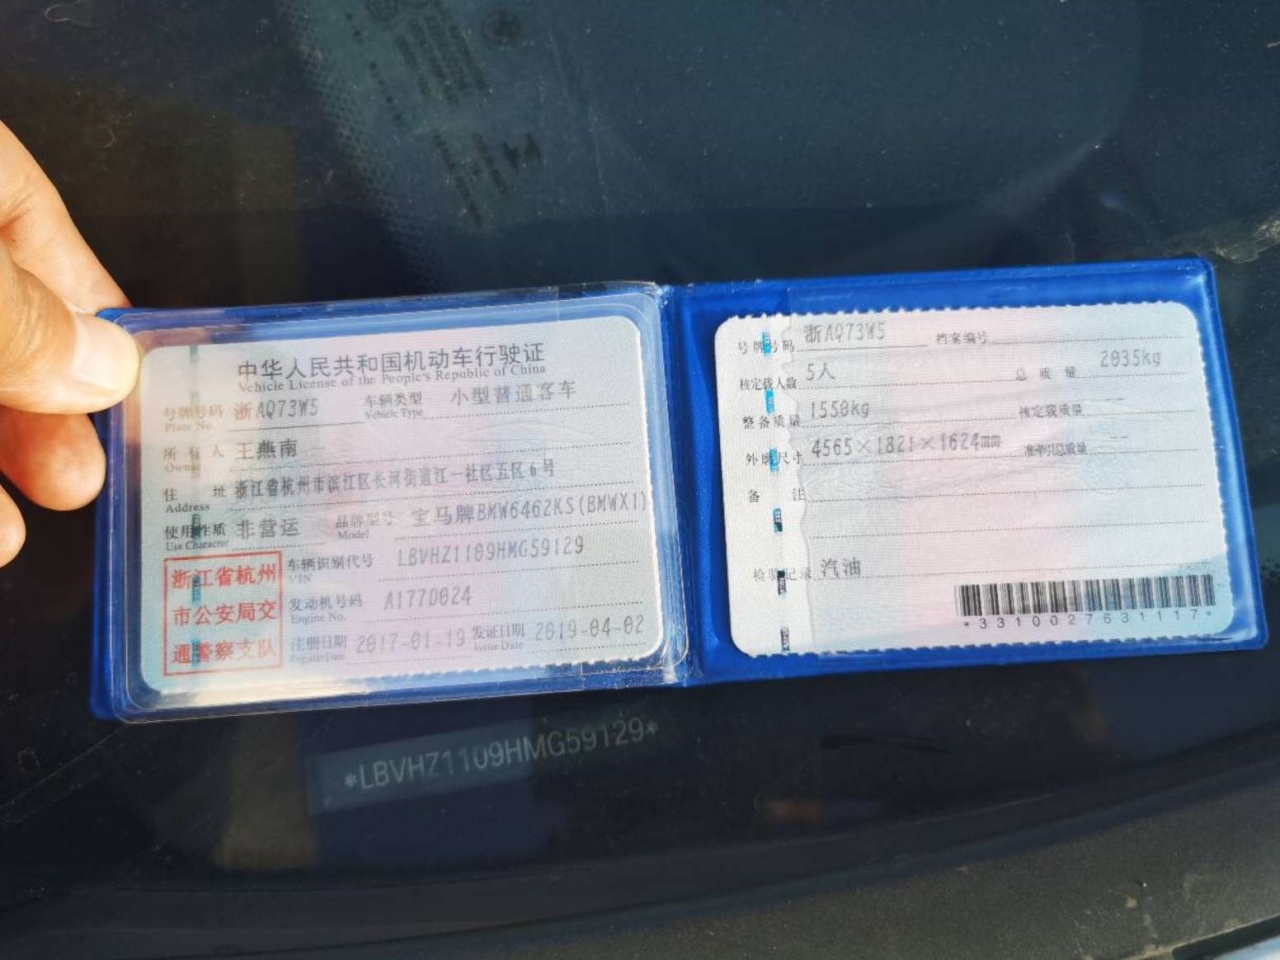 中华人民共和国机动车行驶证
Vehicle License of the People's Republic of China
号牌号码 浙AQ73W5 车辆类型 小型普通客车
Plate No. Vehicle Type
所有人 王燕南
Owner
住址 浙江省杭州市滨江区长河街道江一社区五区6号
Address
使用性质 非营运 品牌型号 宝马牌BMW6462KS(BMWX1)
Use Character Model
浙江省杭州
市公安局交
通警察支队
车辆识别代号 LBVHZ1109HMG59129
VIN
发动机号码 A177D024
Engine No.
注册日期 2017-01-19 发证日期 2019-04-02
Register Date Issue Date
号牌号码 浙AQ73W5 档案编号
核定载人数 5人 总质量 2035kg
整备质量 1550kg 核定载质量 --
外廓尺寸 4565×1821×1624mm 准牵引总质量 --
备注
检验记录 汽油
*3310027631117*
*LBVHZ1109HMG59129*